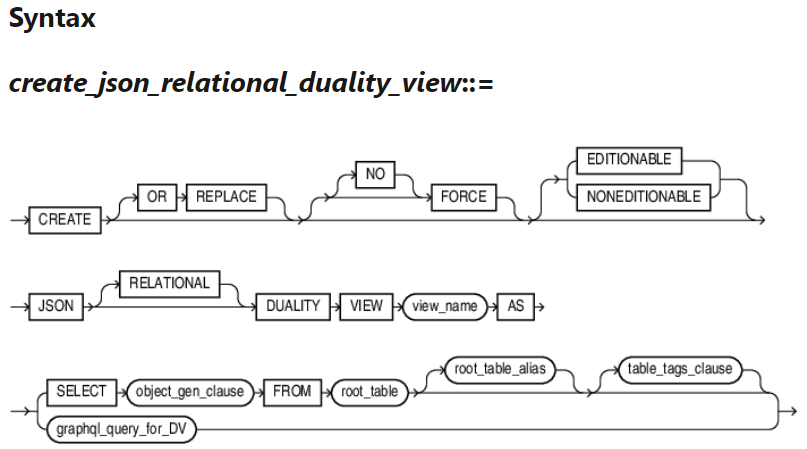 Syntax
create_json_relational_duality_view::=
NO
EDITIONABLE
OR REPLACE
FORCE
NONEDITIONABLE
CREATE
RELATIONAL
JSON
DUALITY VIEW view_name AS
root_table_alias
table_tags_clause
SELECT object_gen_clause FROM root_table
graphql_query_for_DV